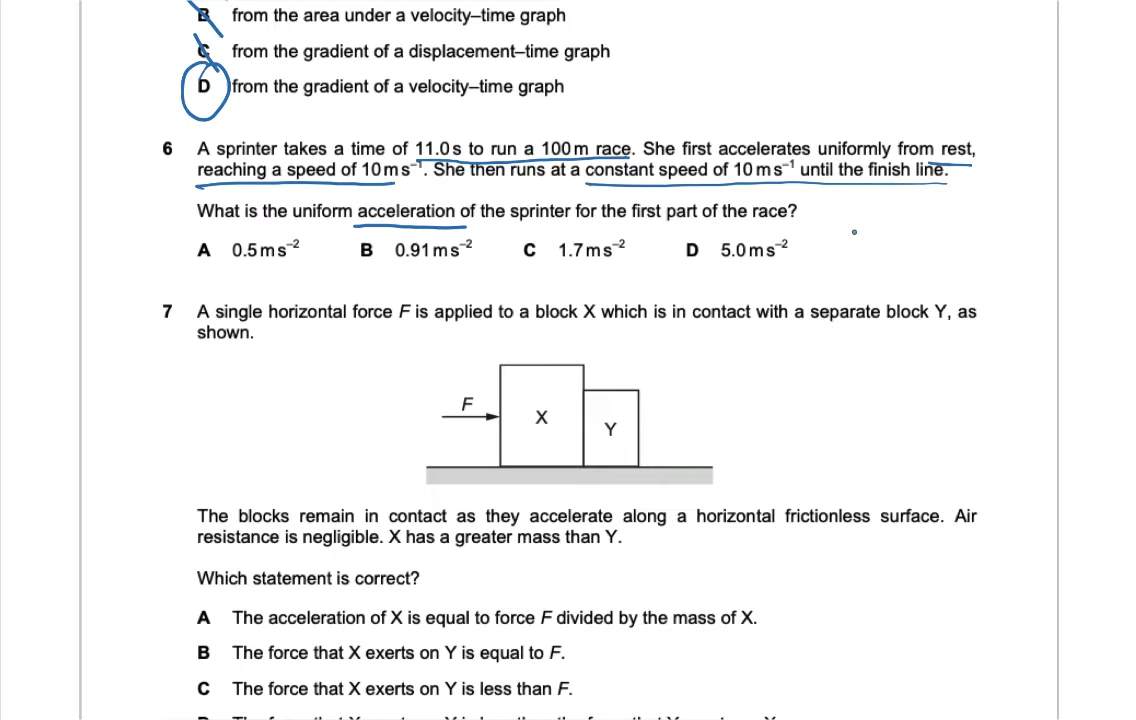 B from the area under a velocity–time graph
C from the gradient of a displacement–time graph
D from the gradient of a velocity–time graph
6 A sprinter takes a time of 11.0 s to run a 100 m race. She first accelerates uniformly from rest,
reaching a speed of 10 m s⁻¹. She then runs at a constant speed of 10 m s⁻¹ until the finish line.
What is the uniform acceleration of the sprinter for the first part of the race?
A 0.5 m s⁻² B 0.91 m s⁻² C 1.7 m s⁻² D 5.0 m s⁻²
7 A single horizontal force F is applied to a block X which is in contact with a separate block Y, as
shown.
F
X
Y
The blocks remain in contact as they accelerate along a horizontal frictionless surface. Air
resistance is negligible. X has a greater mass than Y.
Which statement is correct?
A The acceleration of X is equal to force F divided by the mass of X.
B The force that X exerts on Y is equal to F.
C The force that X exerts on Y is less than F.